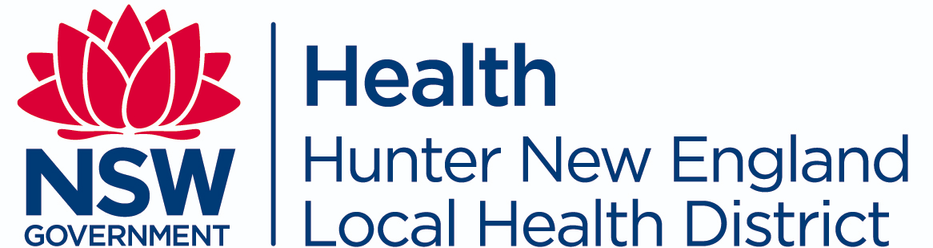 NSW
GOVERNMENT
Health
Hunter New England
Local Health District